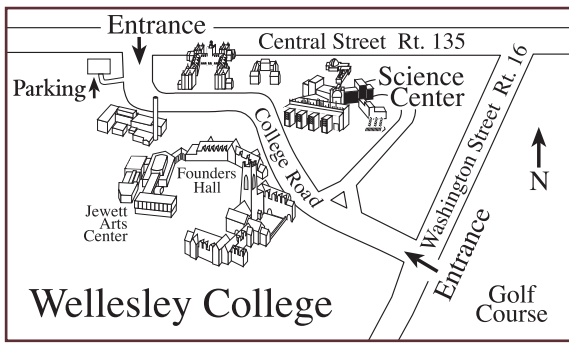 Entrance
Central Street Rt. 135
Parking
Science
Center
Washington Street Rt. 16
College Road
N
Founders
Hall
Jewett
Arts
Center
Entrance
Wellesley College
Golf
Course